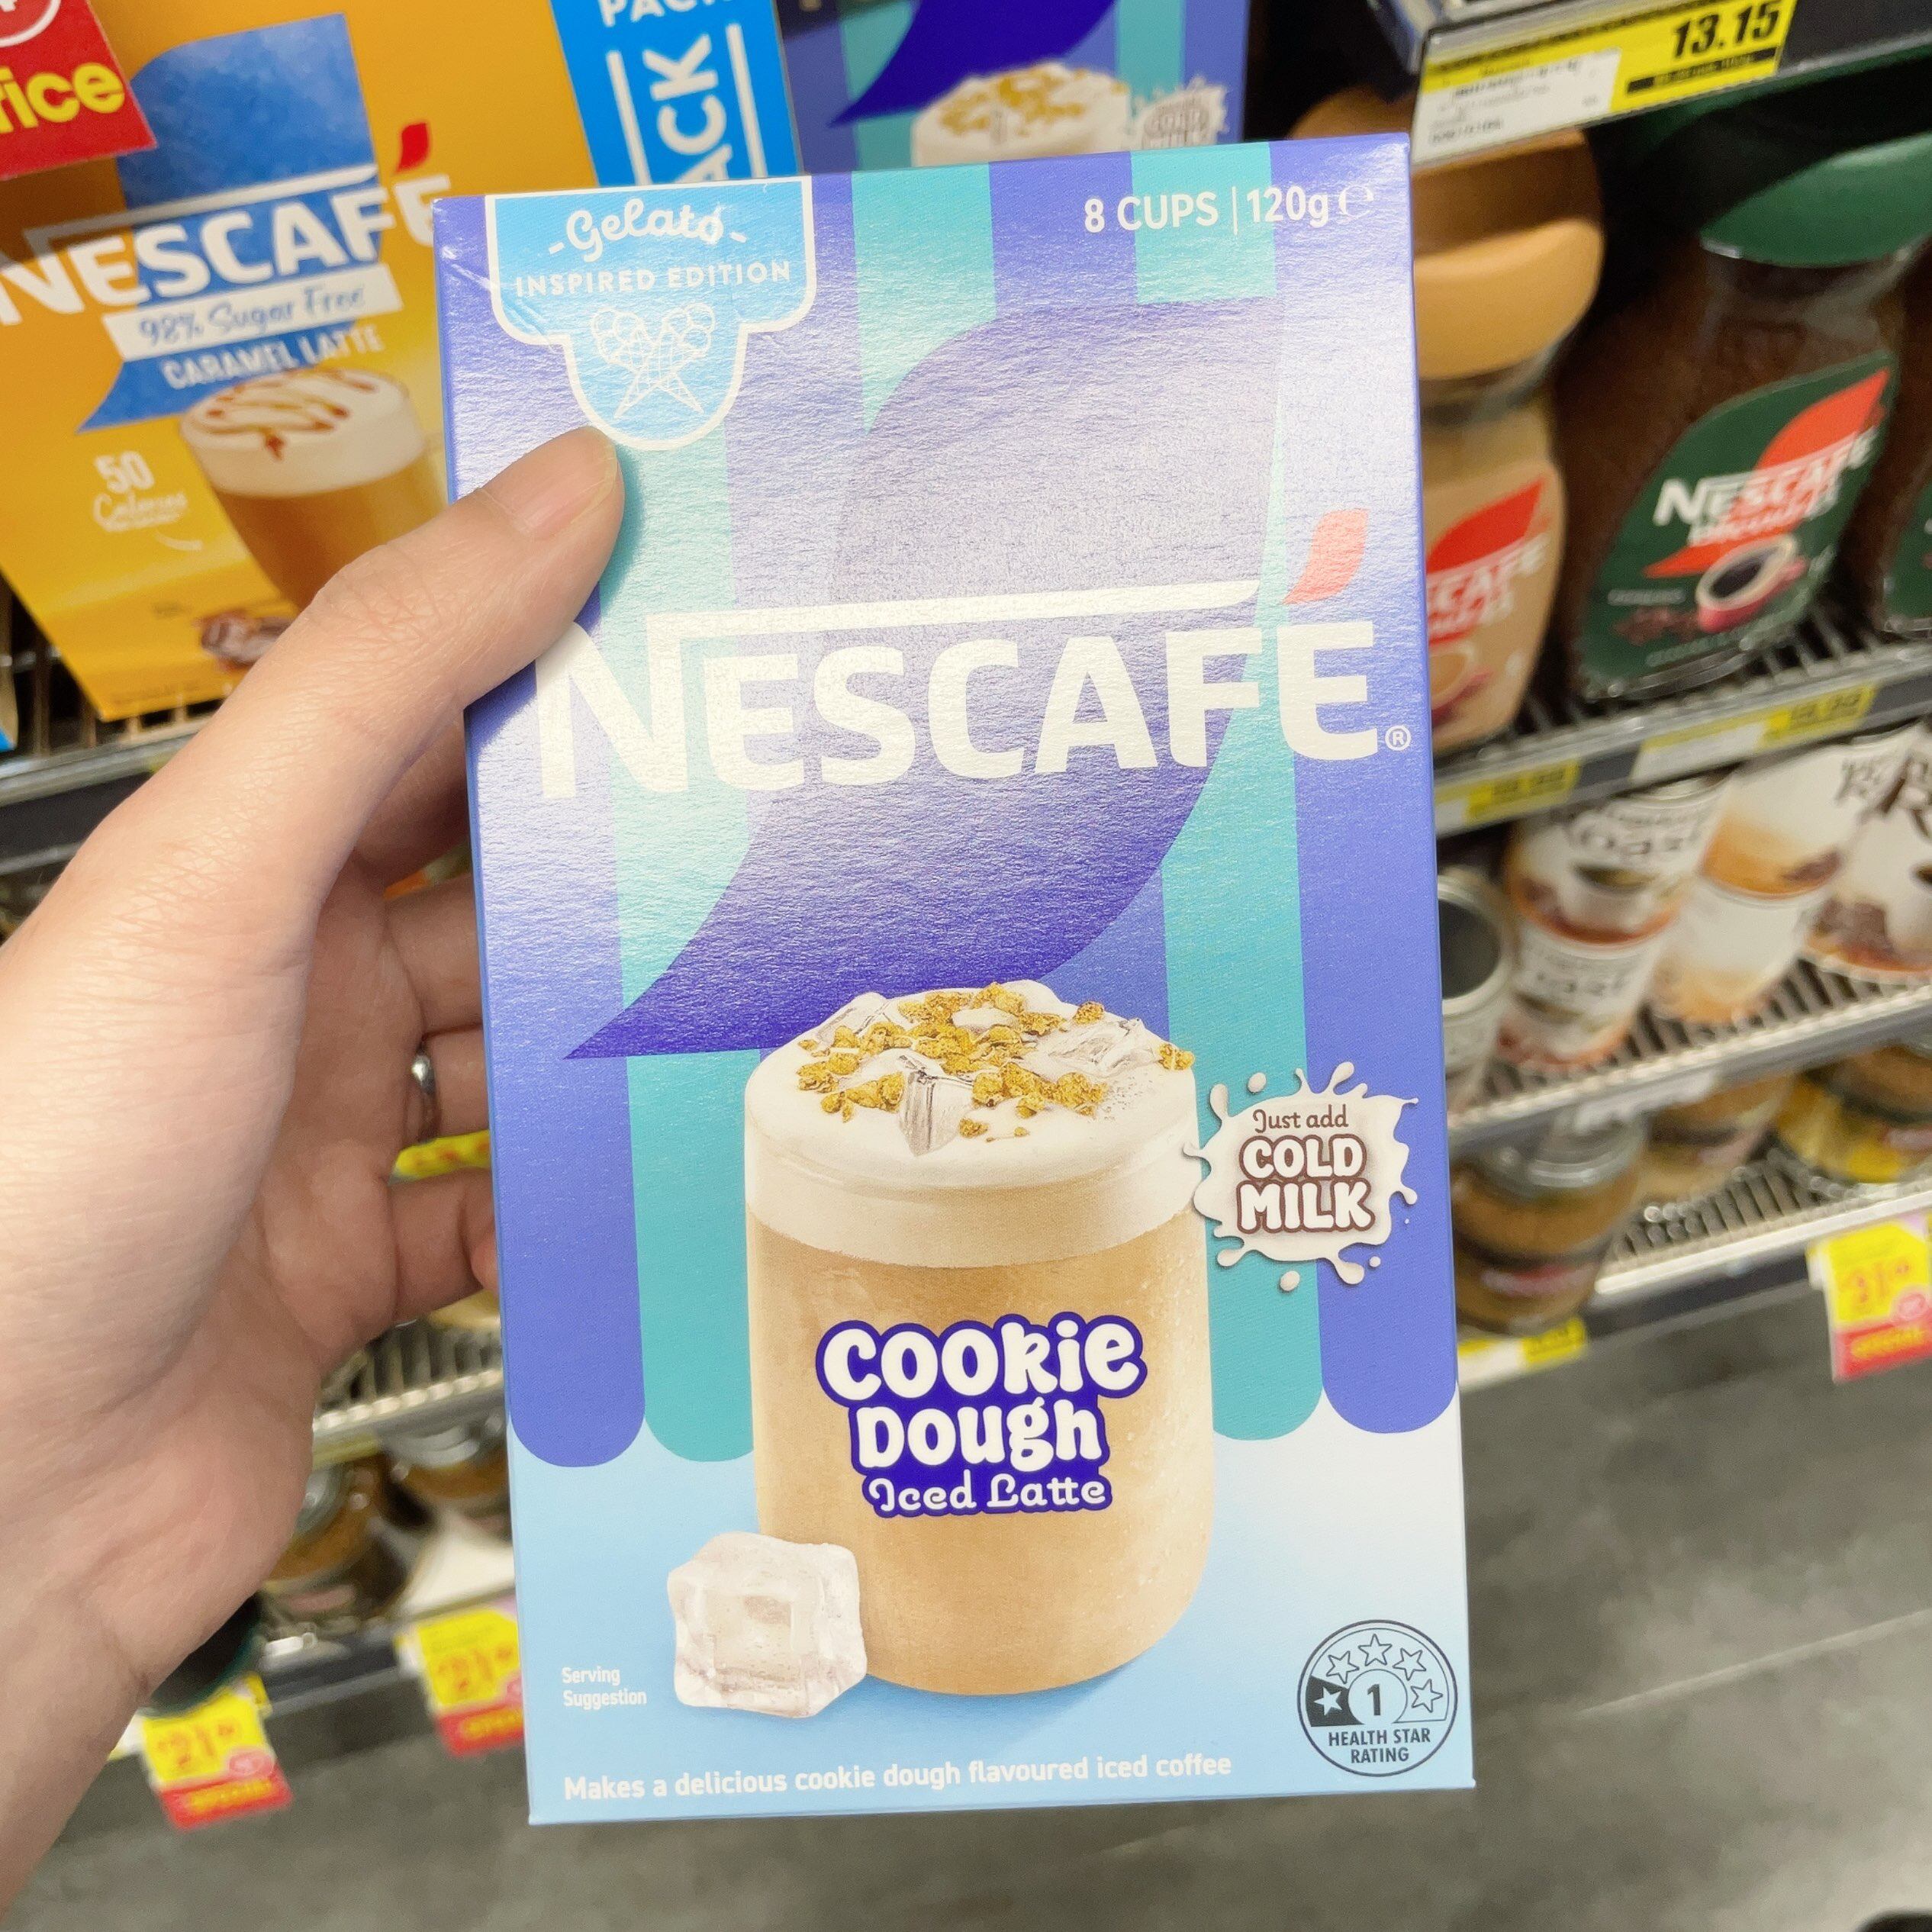 PACK
13.15
ice
NESCAFÉ
98% Sugar Free
CARAMEL LATTE
50
Calories
-Gelato-
INSPIRED EDITION
8 CUPS | 120g ℮
NESCAFÉ®
Just add
COLD
MILK
COOKiE
DOUGH
Iced Latte
Serving
Suggestion
1
HEALTH STAR
RATING
Makes a delicious cookie dough flavoured iced coffee
NESCAFÉ